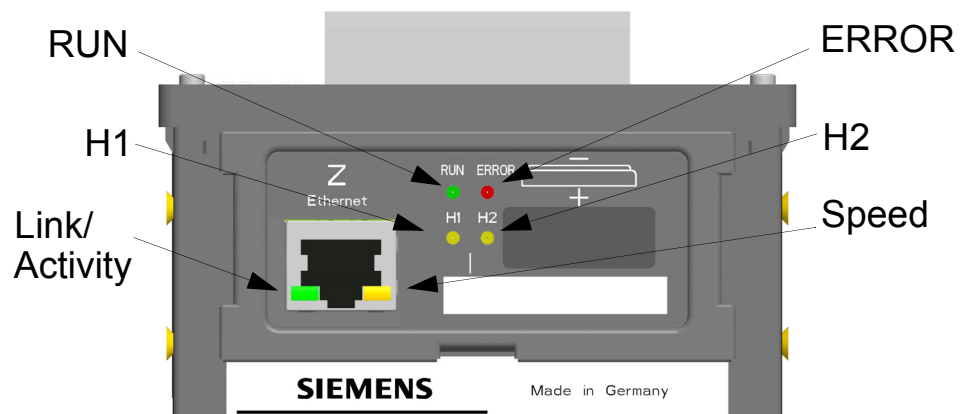 RUN
ERROR
H1
H2
Link/
Activity
Speed
Z
Ethernet
RUN ERROR
H1 H2
SIEMENS
Made in Germany